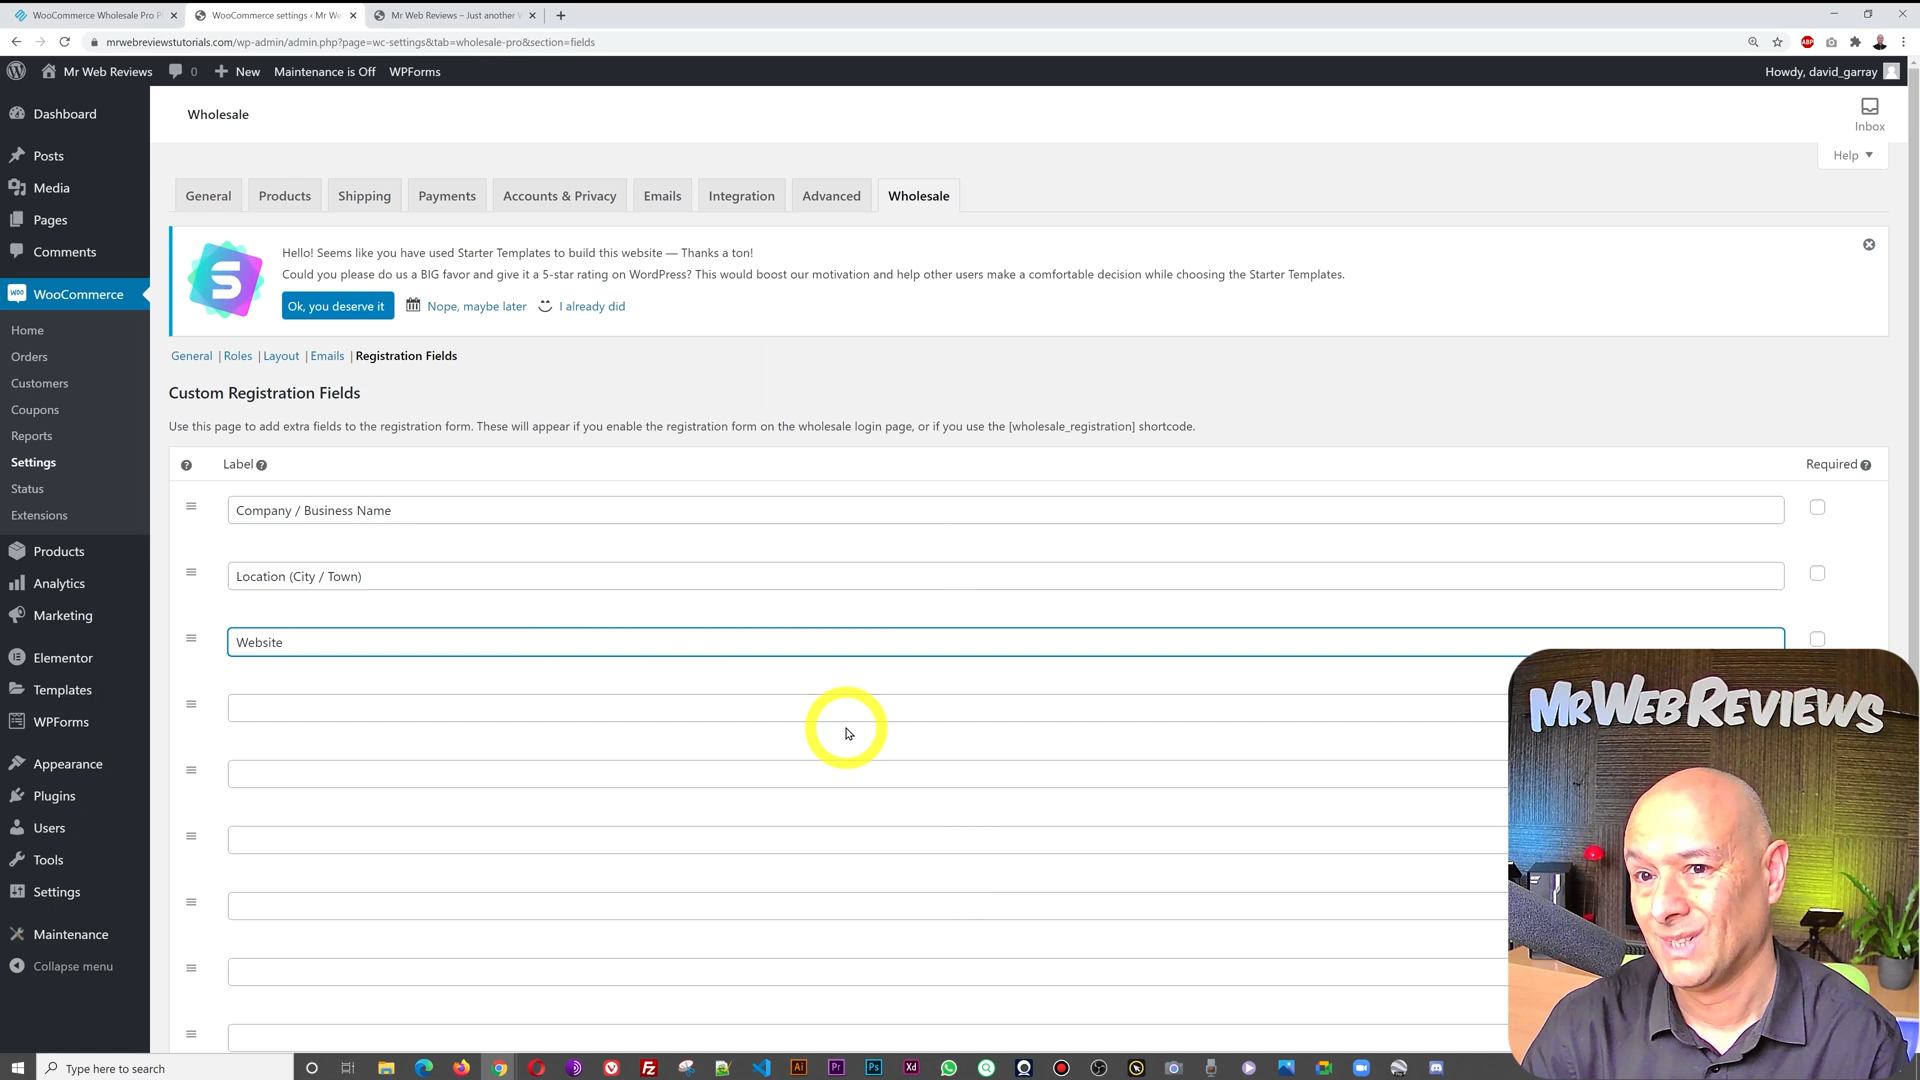 WooCommerce Wholesale Pro P
WooCommerce settings ‹ Mr We
Mr Web Reviews – Just another
mrwebreviewstutorials.com/wp-admin/admin.php?page=wc-settings&tab=wholesale-pro&section=fields
ABP
Mr Web Reviews
0
New
Maintenance is Off
WPForms
Howdy, david_garray
Dashboard
Posts
Media
Pages
Comments
WooCommerce
Home
Orders
Customers
Coupons
Reports
Settings
Status
Extensions
Products
Analytics
Marketing
Elementor
Templates
WPForms
Appearance
Plugins
Users
Tools
Settings
Maintenance
Collapse menu
Wholesale
Inbox
Help
General
Products
Shipping
Payments
Accounts & Privacy
Emails
Integration
Advanced
Wholesale
Hello! Seems like you have used Starter Templates to build this website — Thanks a ton!
Could you please do us a BIG favor and give it a 5-star rating on WordPress? This would boost our motivation and help other users make a comfortable decision while choosing the Starter Templates.
Ok, you deserve it
Nope, maybe later
I already did
General | Roles | Layout | Emails | Registration Fields
Custom Registration Fields
Use this page to add extra fields to the registration form. These will appear if you enable the registration form on the wholesale login page, or if you use the [wholesale_registration] shortcode.
Label
Required
Company / Business Name
Location (City / Town)
Website
MRWEBREVIEWS
Type here to search